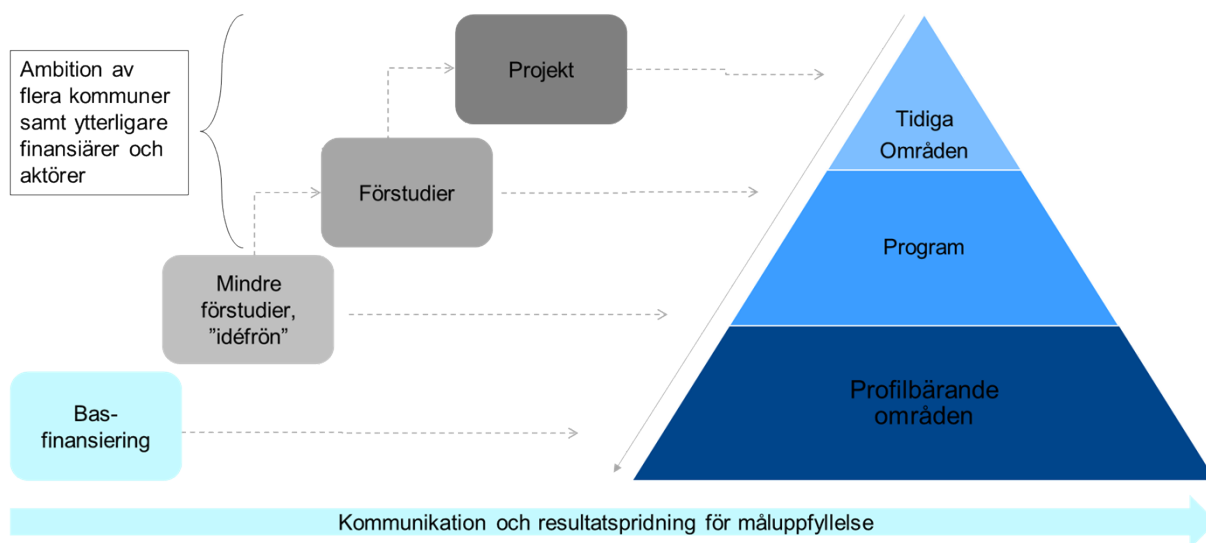 Ambition av
flera kommuner
samt ytterligare
finansiärer och
aktörer
Projekt
Förstudier
Mindre
förstudier,
”idéfrön”
Bas-
finansiering
Tidiga
Områden
Program
Profilbärande
områden
Kommunikation och resultatspridning för måluppfyllelse